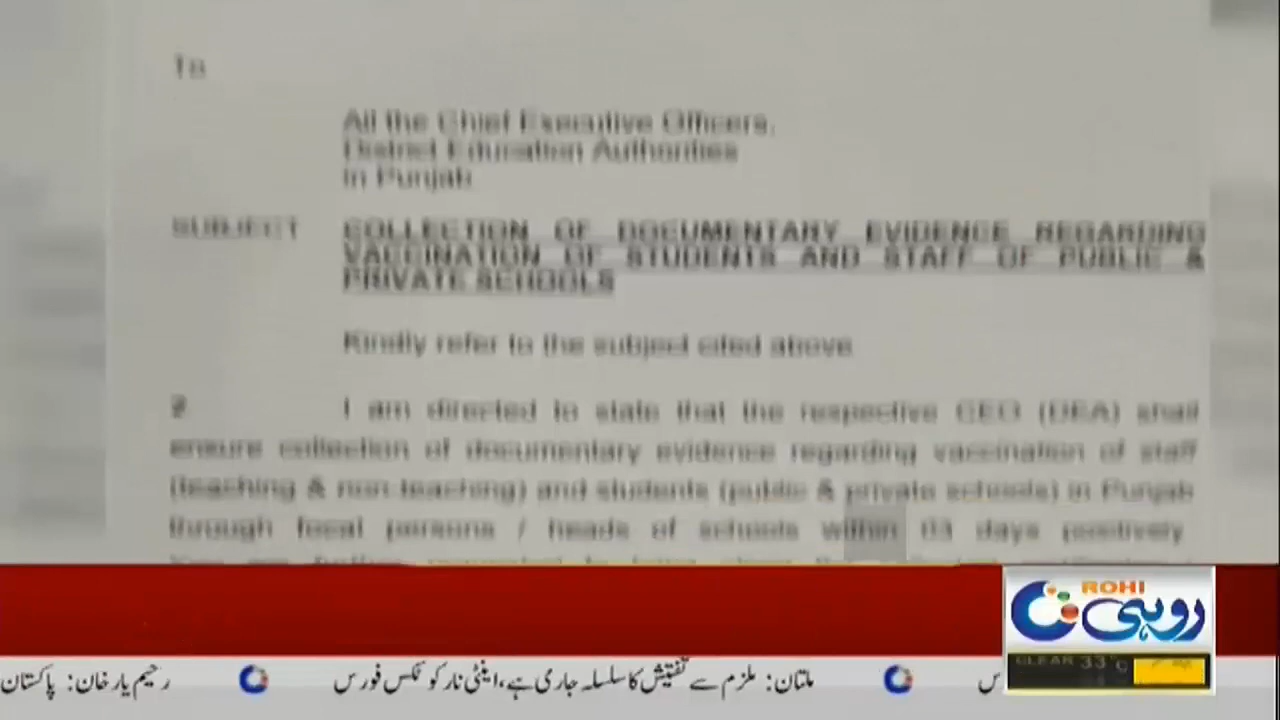 To
All the Chief Executive Officers,
District Education Authorities
in Punjab
SUBJECT COLLECTION OF DOCUMENTARY EVIDENCE REGARDING
VACCINATION OF STUDENTS AND STAFF OF PUBLIC &
PRIVATE SCHOOLS
Kindly refer to the subject cited above
2 I am directed to state that the respective CEO (DEA) shall
ensure collection of documentary evidence regarding vaccination of staff
(teaching & non-teaching) and students (public & private schools) in Punjab
through focal persons / heads of schools within 03 days positively
ROHI
روہی
CLEAR 33°C
ملتان: ملزم سے تفتیش کا سلسلہ جاری ہے، اینٹی نارکوٹکس فورس
رحیم یار خان: پاکستان